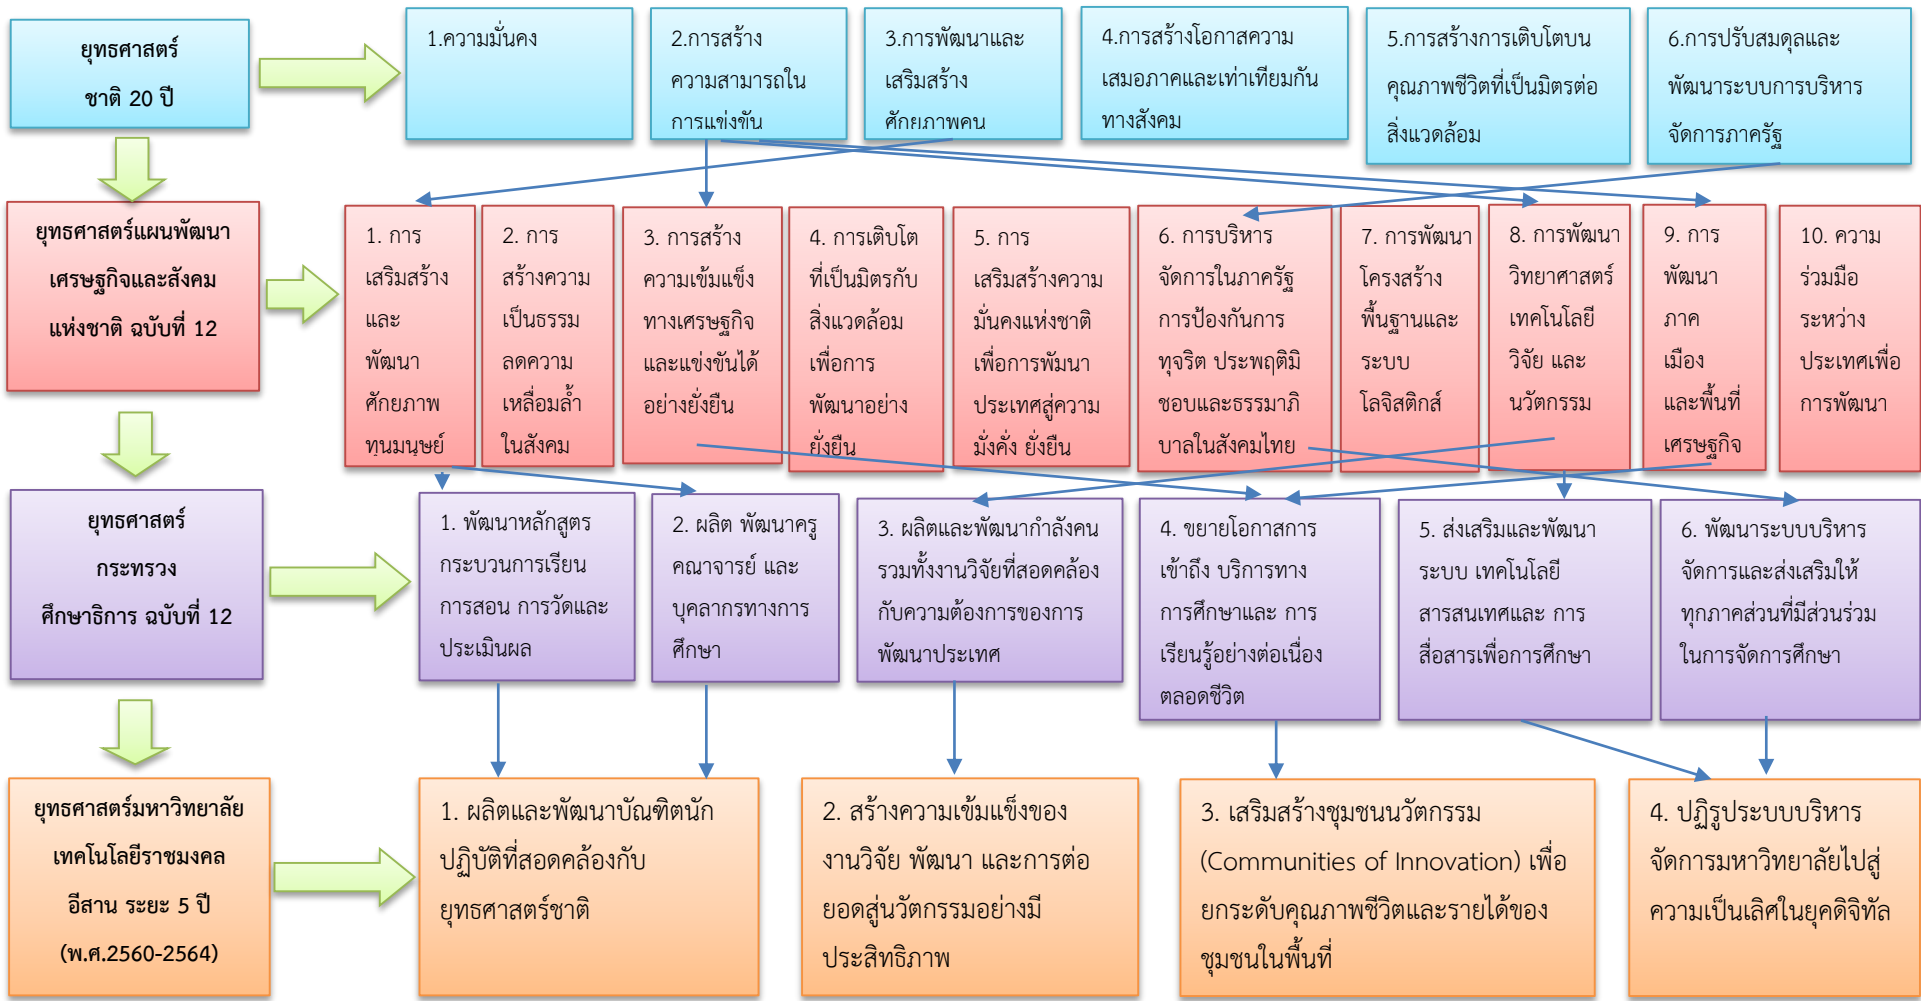 ยุทธศาสตร์
ชาติ 20 ปี
1.ความมั่นคง
2.การสร้าง
ความสามารถใน
การแข่งขัน
3.การพัฒนาและ
เสริมสร้าง
ศักยภาพคน
4.การสร้างโอกาสความ
เสมอภาคและเท่าเทียมกัน
ทางสังคม
5.การสร้างการเติบโตบน
คุณภาพชีวิตที่เป็นมิตรต่อ
สิ่งแวดล้อม
6.การปรับสมดุลและ
พัฒนาระบบการบริหาร
จัดการภาครัฐ
ยุทธศาสตร์แผนพัฒนา
เศรษฐกิจและสังคม
แห่งชาติ ฉบับที่ 12
1. การ
เสริมสร้าง
และ
พัฒนา
ศักยภาพ
ทุนมนุษย์
2. การ
สร้างความ
เป็นธรรม
ลดความ
เหลื่อมล้ำ
ในสังคม
3. การสร้าง
ความเข้มแข็ง
ทางเศรษฐกิจ
และแข่งขันได้
อย่างยั่งยืน
4. การเติบโต
ที่เป็นมิตรกับ
สิ่งแวดล้อม
เพื่อการ
พัฒนาอย่าง
ยั่งยืน
5. การ
เสริมสร้างความ
มั่นคงแห่งชาติ
เพื่อการพัมนา
ประเทศสู่ความ
มั่งคั่ง ยั่งยืน
6. การบริหาร
จัดการในภาครัฐ
การป้องกันการ
ทุจริต ประพฤติมิ
ชอบและธรรมาภิ
บาลในสังคมไทย
7. การพัฒนา
โครงสร้าง
พื้นฐานและ
ระบบ
โลจิสติกส์
8. การพัฒนา
วิทยาศาสตร์
เทคโนโลยี
วิจัย และ
นวัตกรรม
9. การ
พัฒนา
ภาค
เมือง
และพื้นที่
เศรษฐกิจ
10. ความ
ร่วมมือ
ระหว่าง
ประเทศเพื่อ
การพัฒนา
ยุทธศาสตร์
กระทรวง
ศึกษาธิการ ฉบับที่ 12
1. พัฒนาหลักสูตร
กระบวนการเรียน
การสอน การวัดและ
ประเมินผล
2. ผลิต พัฒนาครู
คณาจารย์ และ
บุคลากรทางการ
ศึกษา
3. ผลิตและพัฒนากำลังคน
รวมทั้งงานวิจัยที่สอดคล้อง
กับความต้องการของการ
พัฒนาประเทศ
4. ขยายโอกาสการ
เข้าถึง บริการทาง
การศึกษาและ การ
เรียนรู้อย่างต่อเนื่อง
ตลอดชีวิต
5. ส่งเสริมและพัฒนา
ระบบ เทคโนโลยี
สารสนเทศและ การ
สื่อสารเพื่อการศึกษา
6. พัฒนาระบบบริหาร
จัดการและส่งเสริมให้
ทุกภาคส่วนที่มีส่วนร่วม
ในการจัดการศึกษา
ยุทธศาสตร์มหาวิทยาลัย
เทคโนโลยีราชมงคล
อีสาน ระยะ 5 ปี
(พ.ศ.2560-2564)
1. ผลิตและพัฒนาบัณฑิตนัก
ปฏิบัติที่สอดคล้องกับ
ยุทธศาสตร์ชาติ
2. สร้างความเข้มแข็งของ
งานวิจัย พัฒนา และการต่อ
ยอดสู่นวัตกรรมอย่างมี
ประสิทธิภาพ
3. เสริมสร้างชุมชนนวัตกรรม
(Communities of Innovation) เพื่อ
ยกระดับคุณภาพชีวิตและรายได้ของ
ชุมชนในพื้นที่
4. ปฏิรูประบบบริหาร
จัดการมหาวิทยาลัยไปสู่
ความเป็นเลิศในยุคดิจิทัล